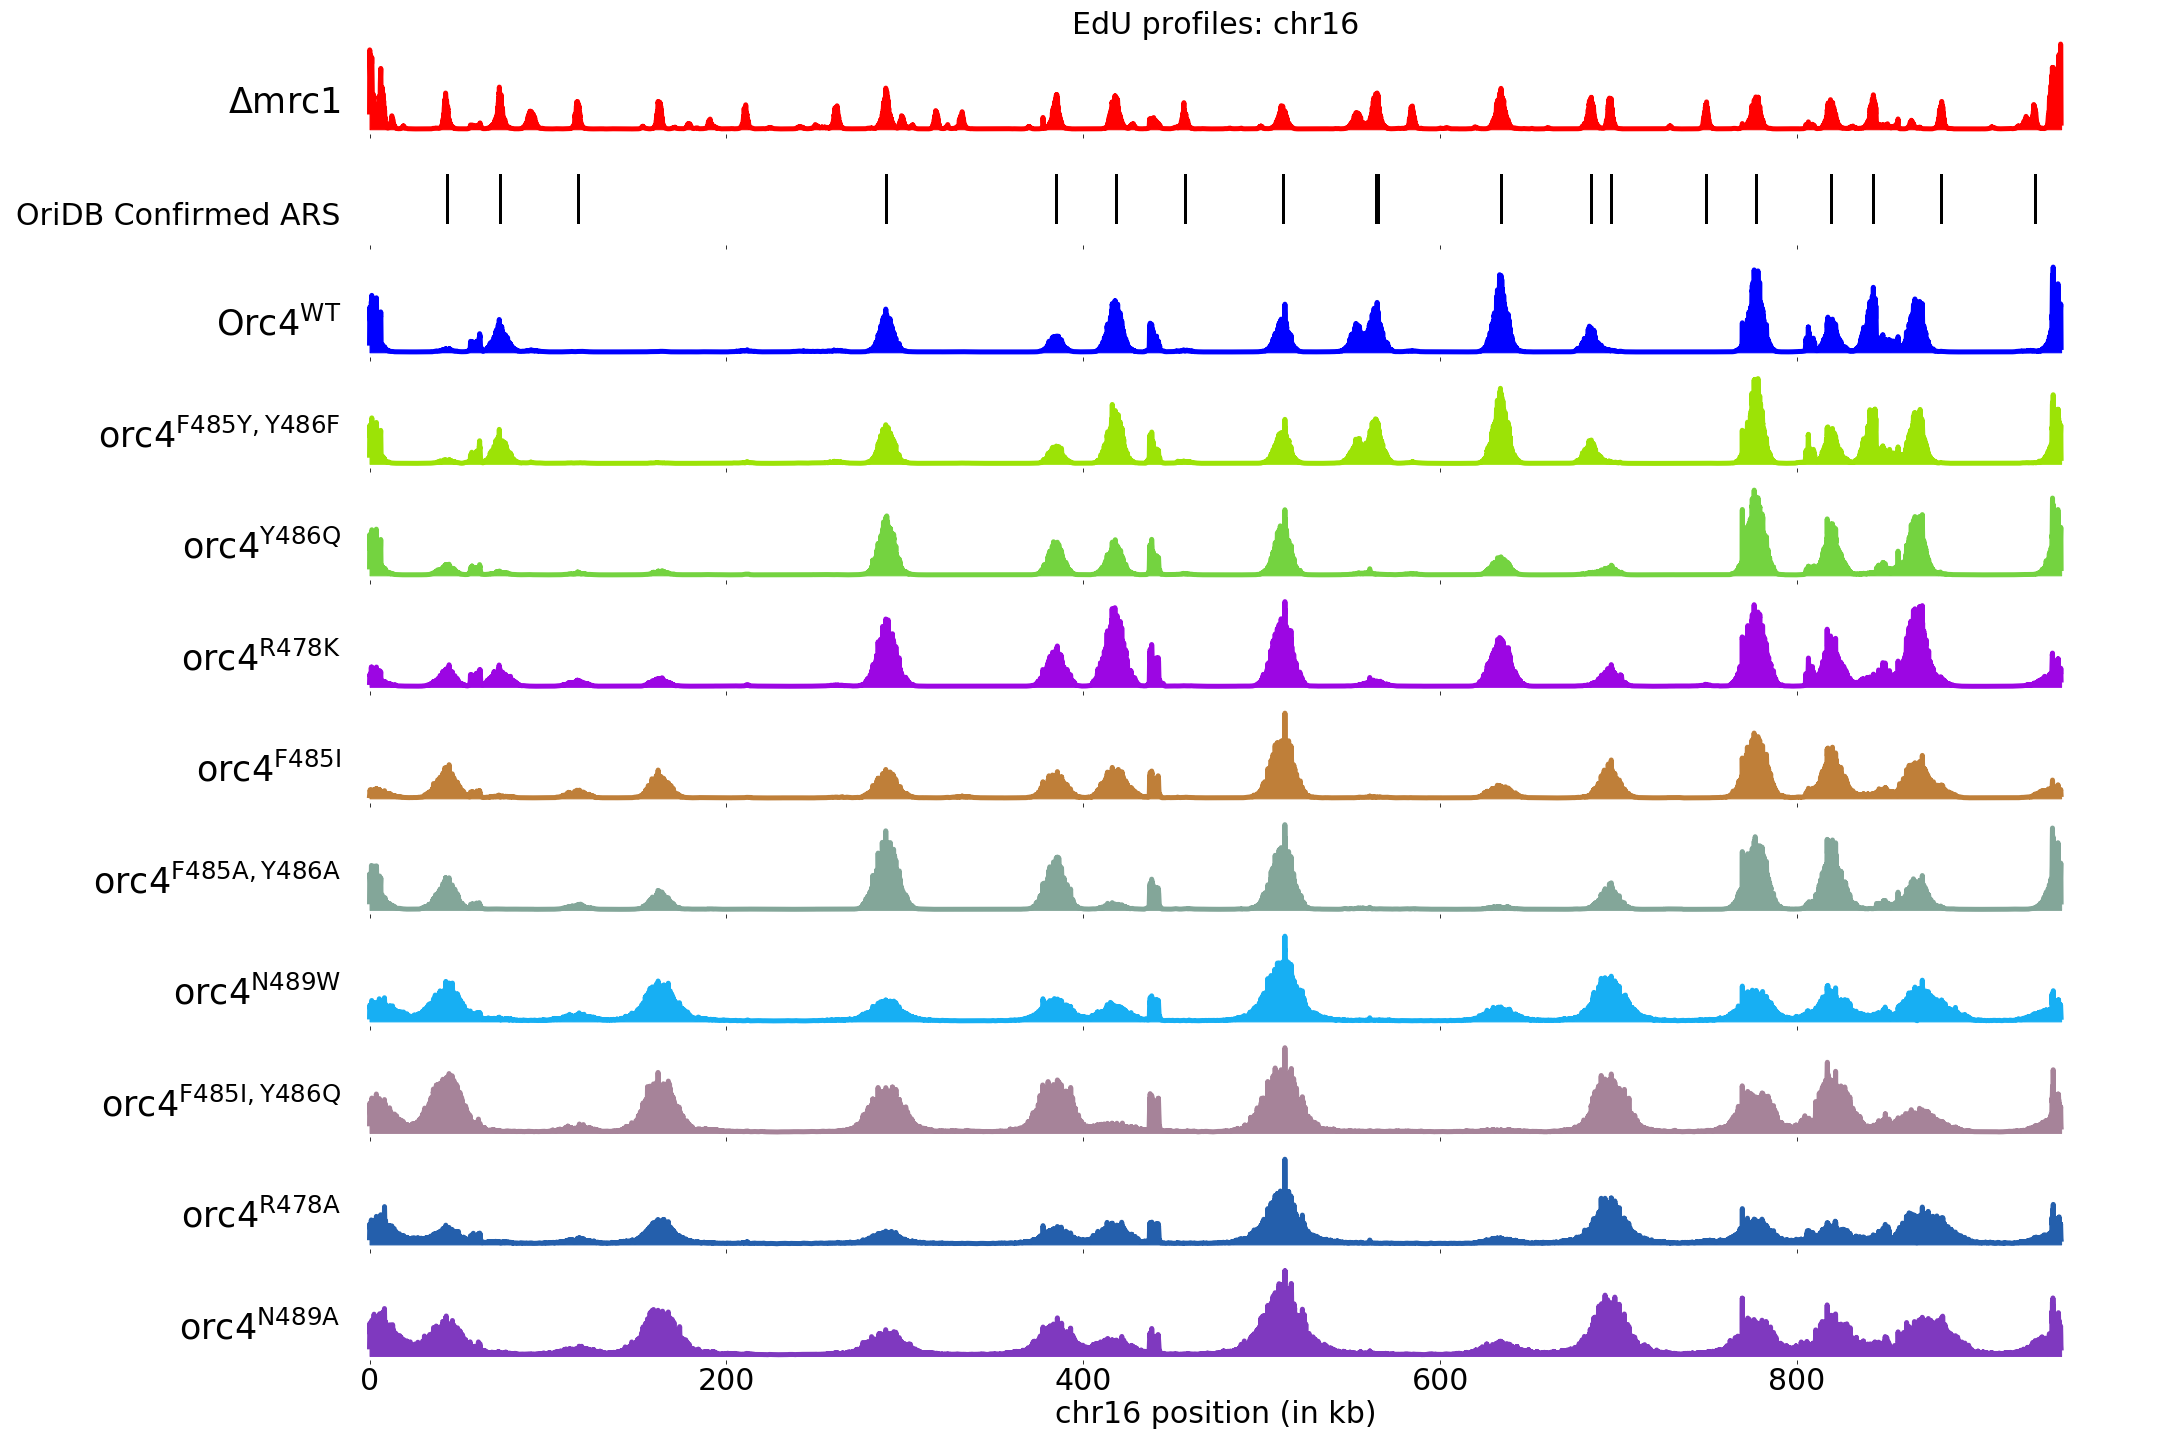 EdU profiles: chr16
Δmrc1
OriDB Confirmed ARS
Orc4WT
orc4F485Y, Y486F
orc4Y486Q
orc4R478K
orc4F485I
orc4F485A, Y486A
orc4N489W
orc4F485I, Y486Q
orc4R478A
orc4N489A
0 200 400 600 800
chr16 position (in kb)